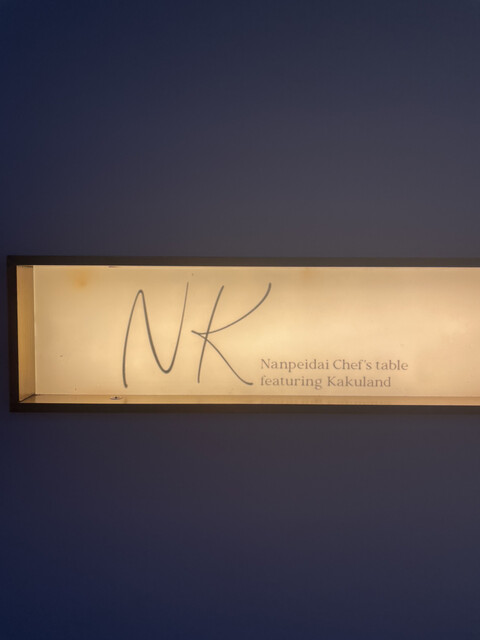 NK
Nanpeidai Chef's table
featuring Kakuland